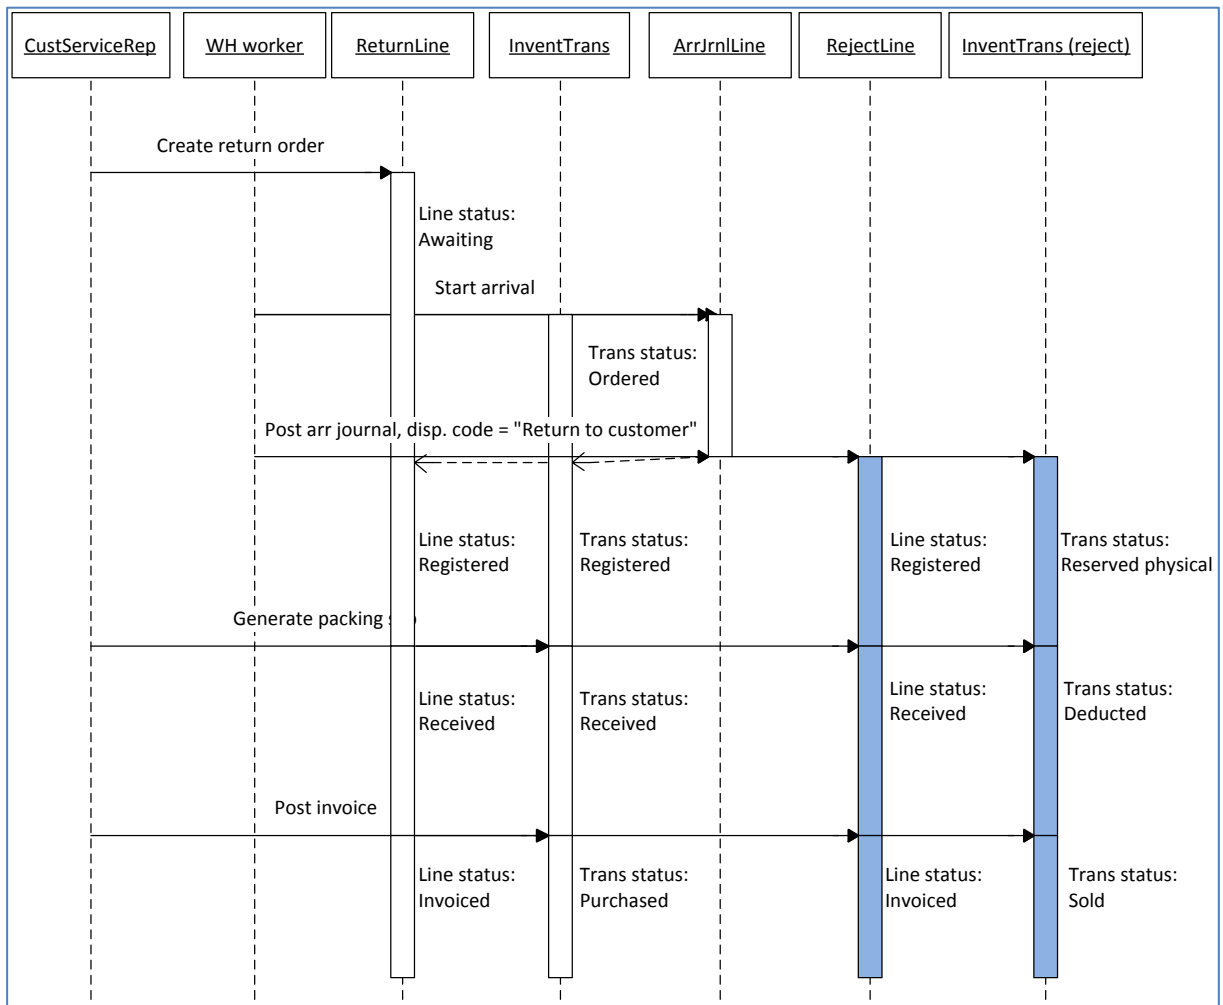 CustServiceRep
WH worker
ReturnLine
InventTrans
ArrJrnlLine
RejectLine
InventTrans (reject)
Create return order
Line status:
Awaiting
Start arrival
Trans status:
Ordered
Post arr journal, disp. code = "Return to customer"
Line status:
Registered
Trans status:
Registered
Line status:
Registered
Trans status:
Reserved physical
Generate packing
Line status:
Received
Trans status:
Received
Line status:
Received
Trans status:
Deducted
Post invoice
Line status:
Invoiced
Trans status:
Purchased
Line status:
Invoiced
Trans status:
Sold